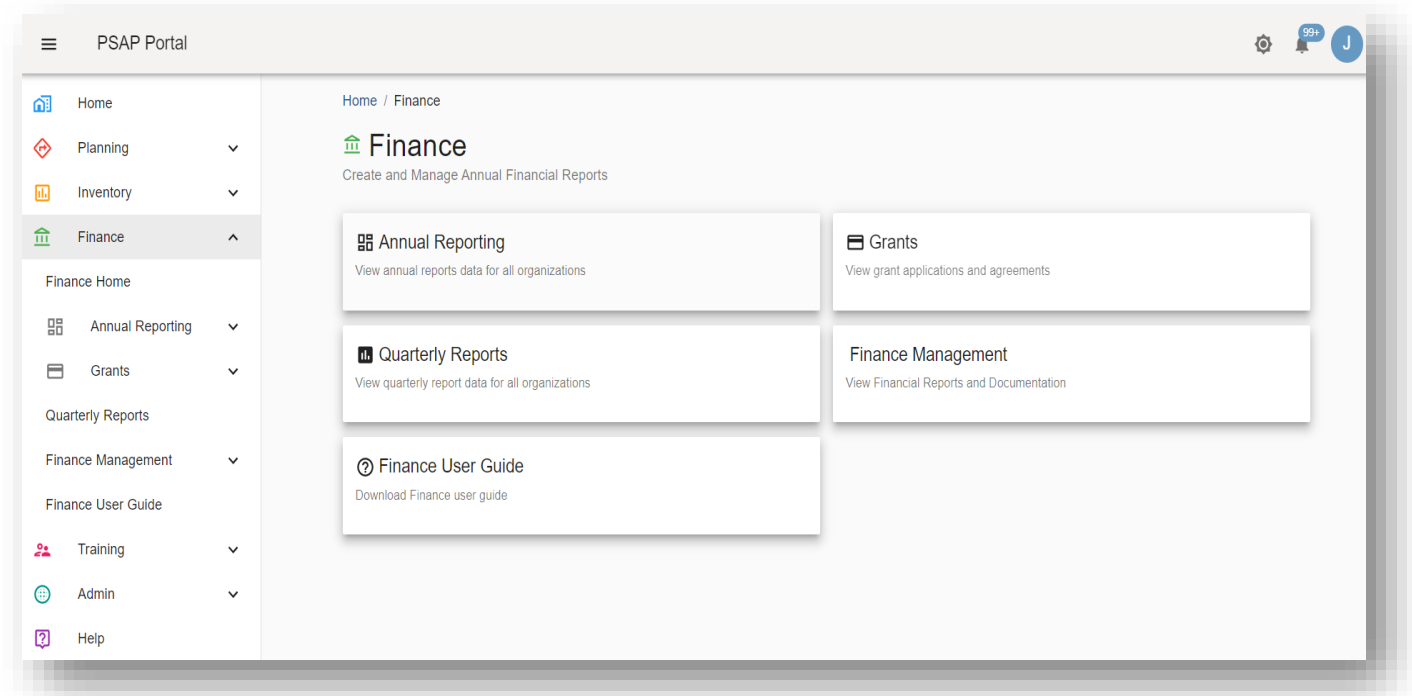 PSAP Portal
99+
J
Home
Planning
Inventory
Finance
Finance Home
Annual Reporting
Grants
Quarterly Reports
Finance Management
Finance User Guide
Training
Admin
Help
Home / Finance
Finance
Create and Manage Annual Financial Reports
Annual Reporting
View annual reports data for all organizations
Grants
View grant applications and agreements
Quarterly Reports
View quarterly report data for all organizations
Finance Management
View Financial Reports and Documentation
Finance User Guide
Download Finance user guide